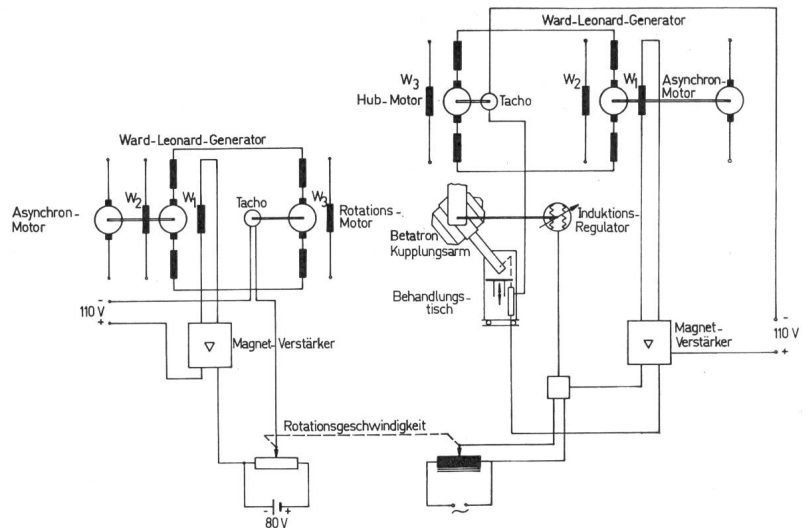 Ward-Leonard-Generator
W3
Hub-Motor
Tacho
W2
W1
Asynchron-
Motor
Ward-Leonard-Generator
Asynchron-
Motor
W2
W1
Tacho
W3
Rotations-
Motor
Betatron
Kupplungsarm
Induktions-
Regulator
Behandlungs-
tisch
-
110 V
+
Magnet-Verstärker
-
110 V
+
Magnet-
Verstärker
Rotationsgeschwindigkeit
- +
80 V
~